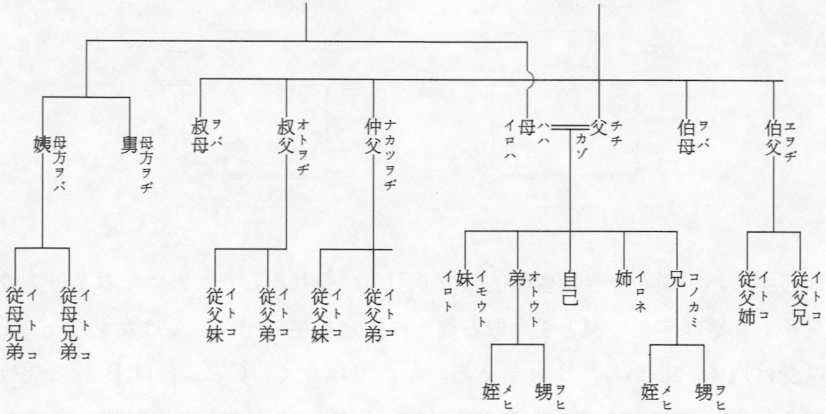 伯父 ヱヲヂ
伯母 ヲバ
父 チチ カゾ
母 ハハ イロハ
仲父 ナカツヲヂ
叔父 オトヲヂ
叔母 ヲバ
舅 母方ヲヂ
姨 母方ヲバ
従父兄 イトコ
従父姉 イトコ
兄 コノカミ
姉 イロネ
自己
弟 オトウト
妹 イモウト イロト
従父弟 イトコ
従父妹 イトコ
従父弟 イトコ
従父妹 イトコ
従母兄弟 イトコ
従母兄弟 イトコ
甥 ヲヒ
姪 メヒ
甥 ヲヒ
姪 メヒ